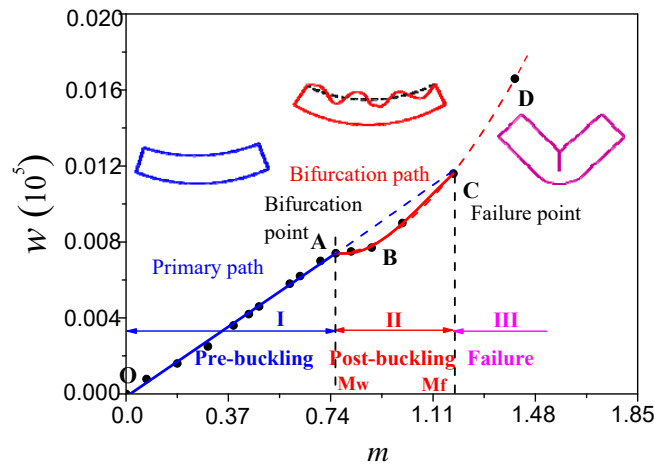 0.020
0.016
0.012
0.008
0.004
0.000
w (10⁵)
Bifurcation path
Bifurcation
point
Primary path
Failure point
O
A
B
C
D
I
II
III
Pre-buckling
Post-buckling
Failure
Mw
Mf
0.0
0.37
0.74
1.11
1.48
1.85
m